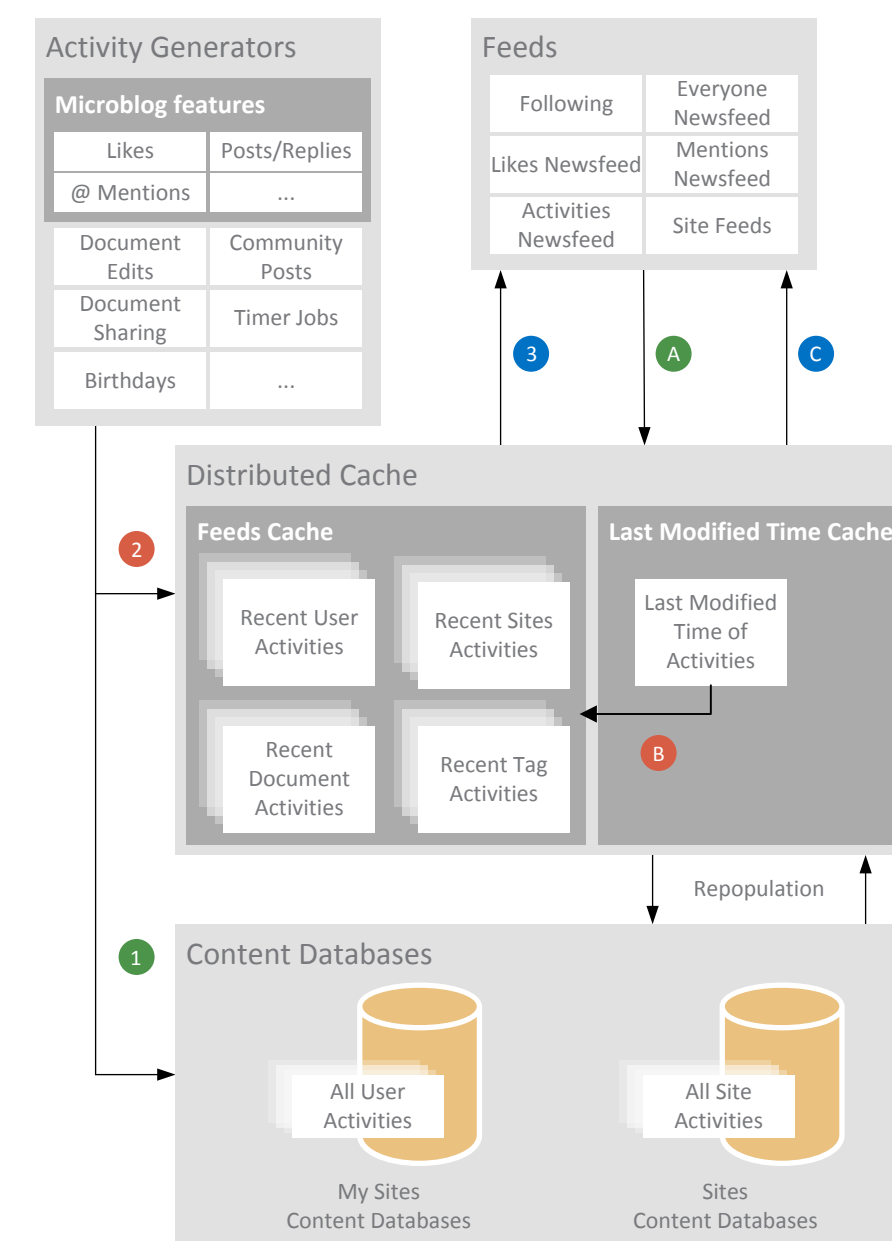 Activity Generators
Microblog features
Likes
Posts/Replies
@ Mentions
...
Document
Edits
Community
Posts
Document
Sharing
Timer Jobs
Birthdays
...
Feeds
Following
Everyone
Newsfeed
Likes Newsfeed
Mentions
Newsfeed
Activities
Newsfeed
Site Feeds
3
A
C
Distributed Cache
2
Feeds Cache
Recent User
Activities
Recent Sites
Activities
Recent
Document
Activities
Recent Tag
Activities
Last Modified Time Cache
Last Modified
Time of
Activities
B
Repopulation
1
Content Databases
All User
Activities
My Sites
Content Databases
All Site
Activities
Sites
Content Databases